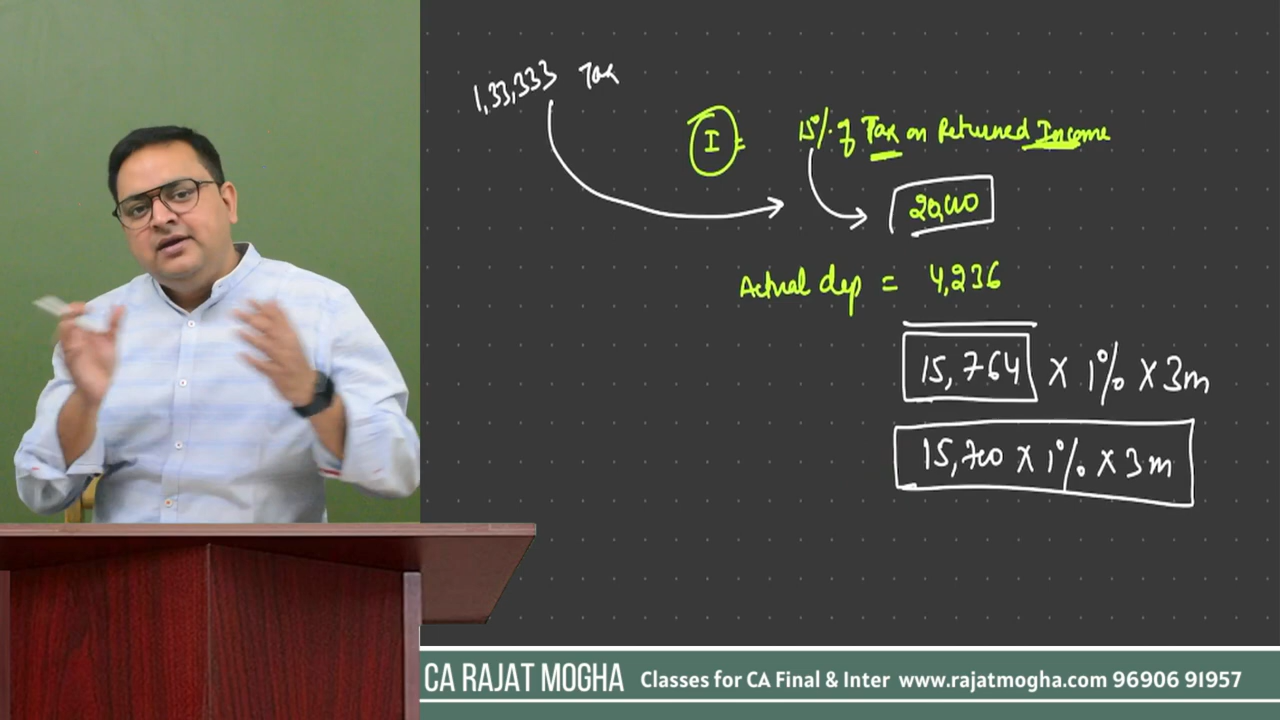 1,33,333 Tax
I = 15% of Tax on Returned Income
20,000
Actual dep = 4,236
15,764 X 1% X 3m
15,700 X 1% X 3m
CA RAJAT MOGHA Classes for CA Final & Inter www.rajatmogha.com 96906 91957